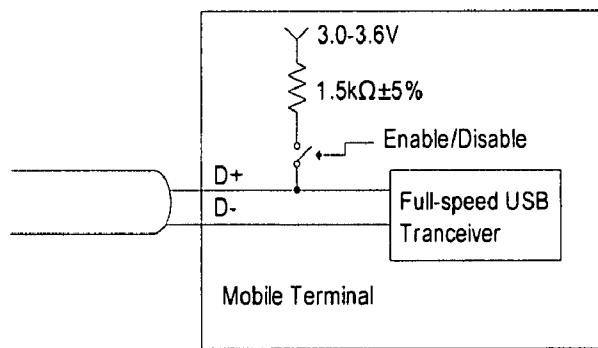 3.0-3.6V
1.5kΩ±5%
Enable/Disable
D+
D-
Full-speed USB
Tranceiver
Mobile Terminal